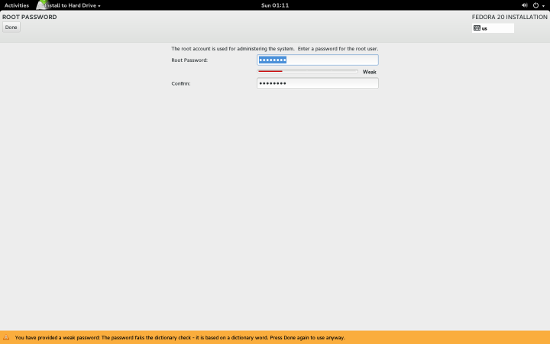 Activities Install to Hard Drive Sun 01:11
ROOT PASSWORD FEDORA 20 INSTALLATION
Done us
The root account is used for administering the system. Enter a password for the root user.
Root Password: ••••••••
Weak
Confirm: ••••••••
You have provided a weak password: The password fails the dictionary check - it is based on a dictionary word. Press Done again to use anyway.